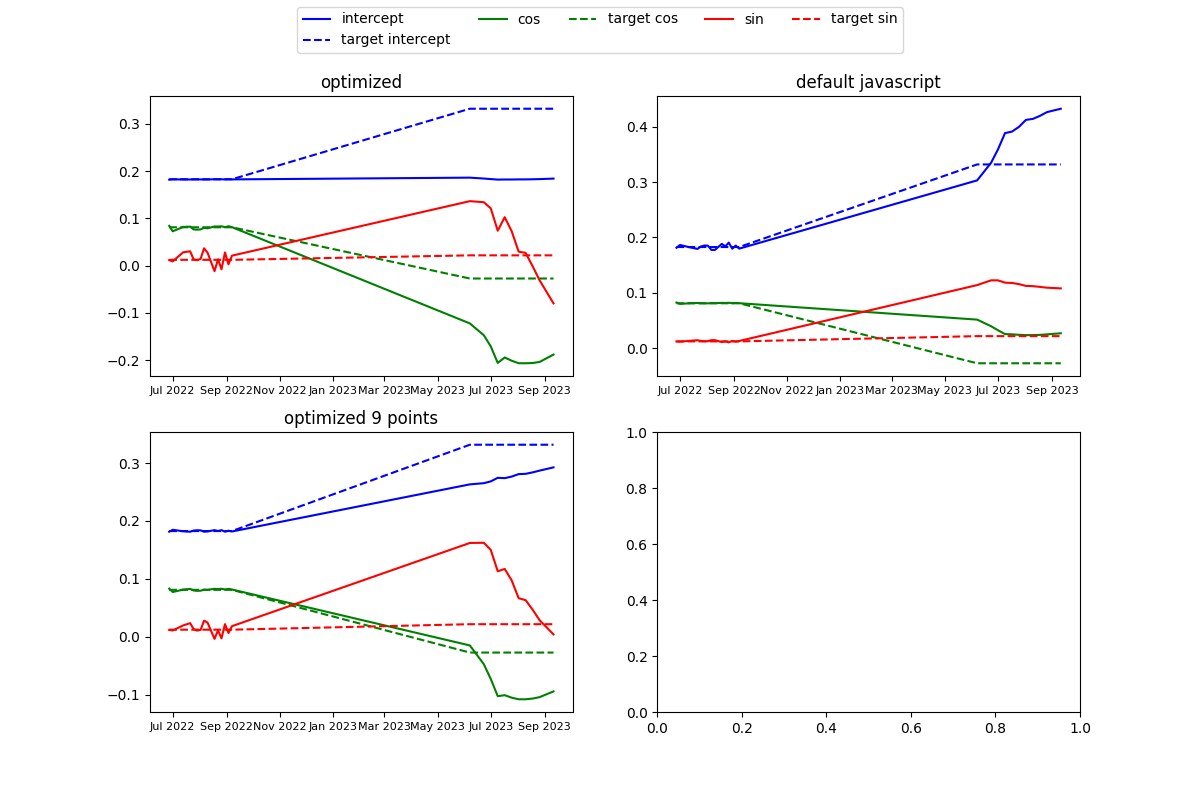 intercept cos target cos sin target sin
target intercept
optimized
0.3
0.2
0.1
0.0
−0.1
−0.2
Jul 2022 Sep 2022 Nov 2022 Jan 2023 Mar 2023 May 2023 Jul 2023 Sep 2023
default javascript
0.4
0.3
0.2
0.1
0.0
Jul 2022 Sep 2022 Nov 2022 Jan 2023 Mar 2023 May 2023 Jul 2023 Sep 2023
optimized 9 points
0.3
0.2
0.1
0.0
−0.1
Jul 2022 Sep 2022 Nov 2022 Jan 2023 Mar 2023 May 2023 Jul 2023 Sep 2023
1.0
0.8
0.6
0.4
0.2
0.0
0.0 0.2 0.4 0.6 0.8 1.0